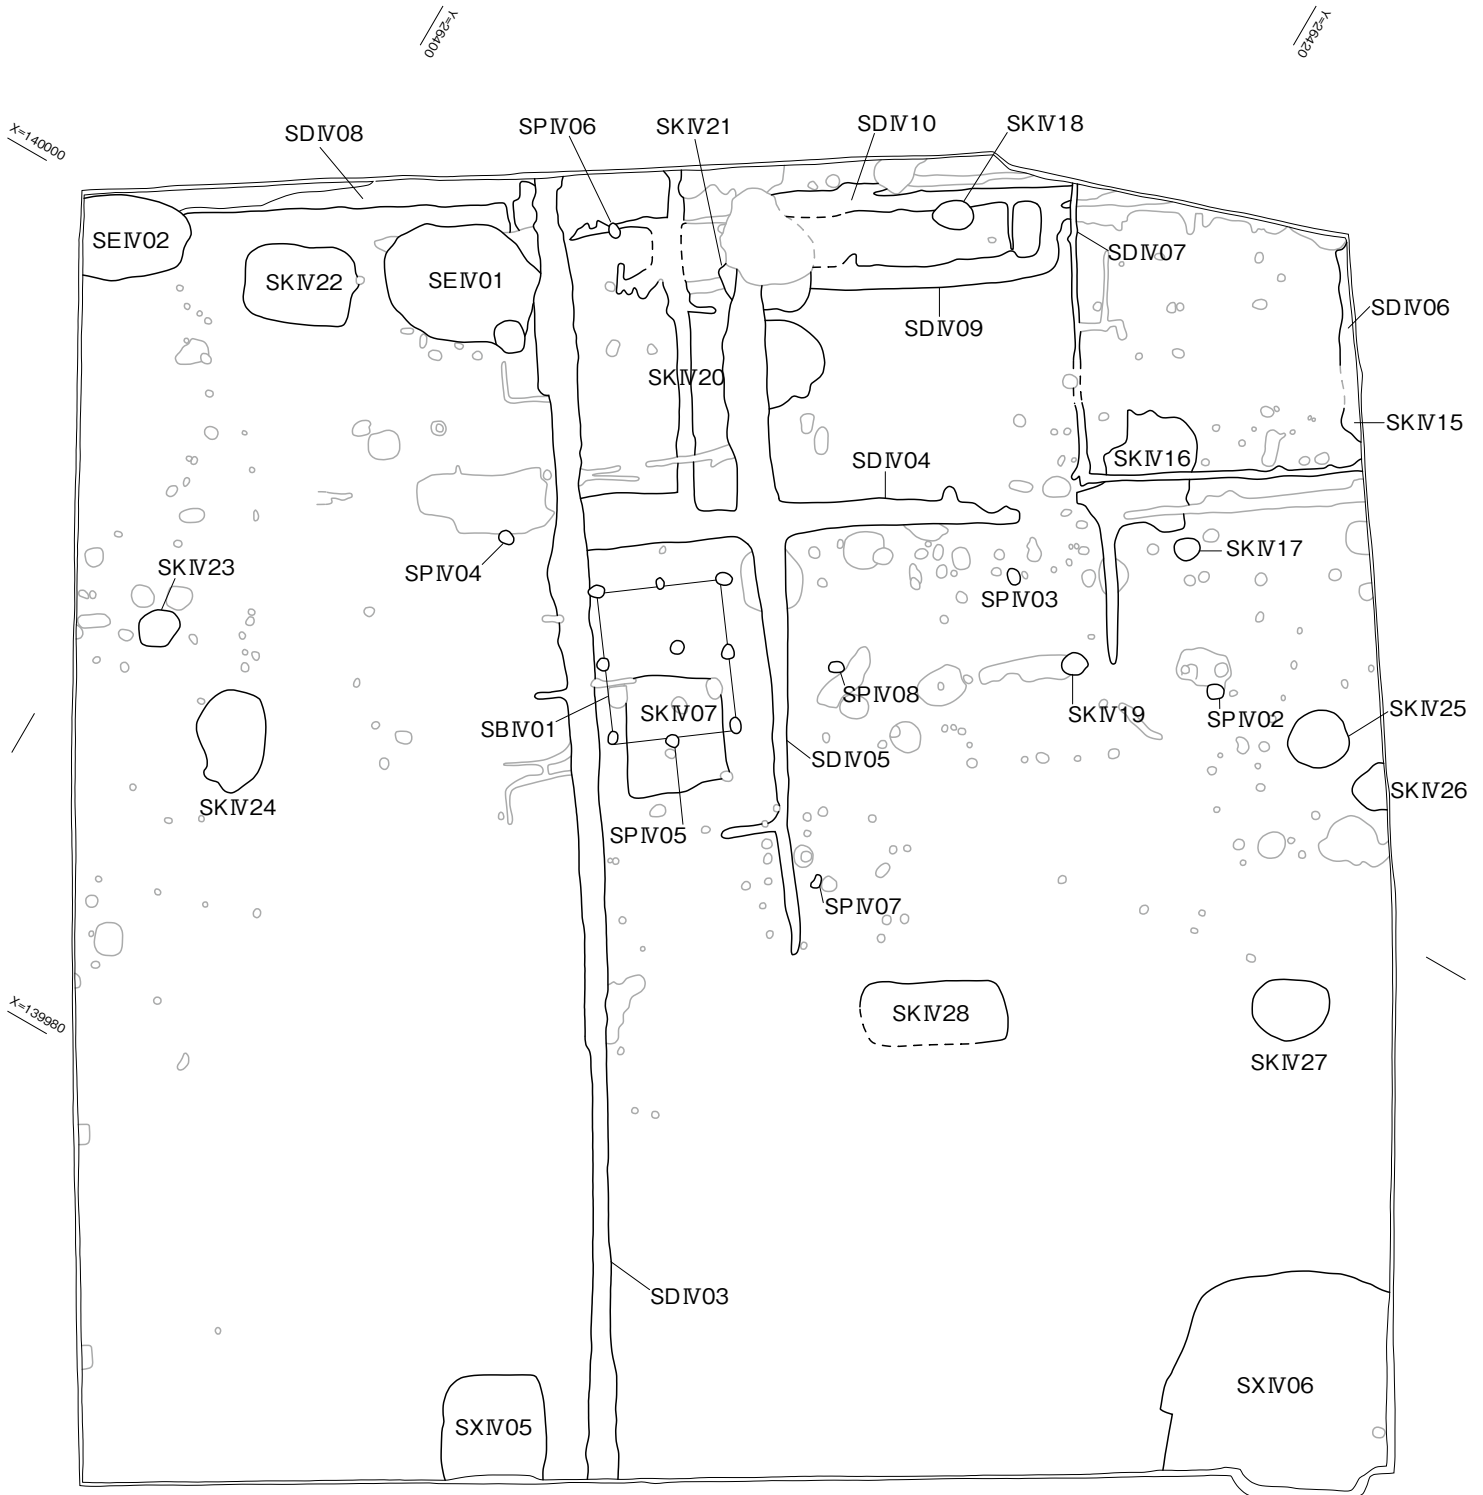 Y=26400
Y=26420
X=140000
SDⅣ08
SPⅣ06
SKⅣ21
SDⅣ10
SKⅣ18
SEⅣ02
SKⅣ22
SEⅣ01
SDⅣ07
SDⅣ06
SDⅣ09
SKⅣ20
SKⅣ15
SDⅣ04
SKⅣ16
SKⅣ23
SPⅣ04
SKⅣ17
SPⅣ03
SPⅣ08
SBⅣ01
SKⅣ07
SKⅣ19
SPⅣ02
SKⅣ25
SDⅣ05
SKⅣ26
SKⅣ24
SPⅣ05
SPⅣ07
X=139980
SKⅣ28
SKⅣ27
SDⅣ03
SXⅣ06
SXⅣ05